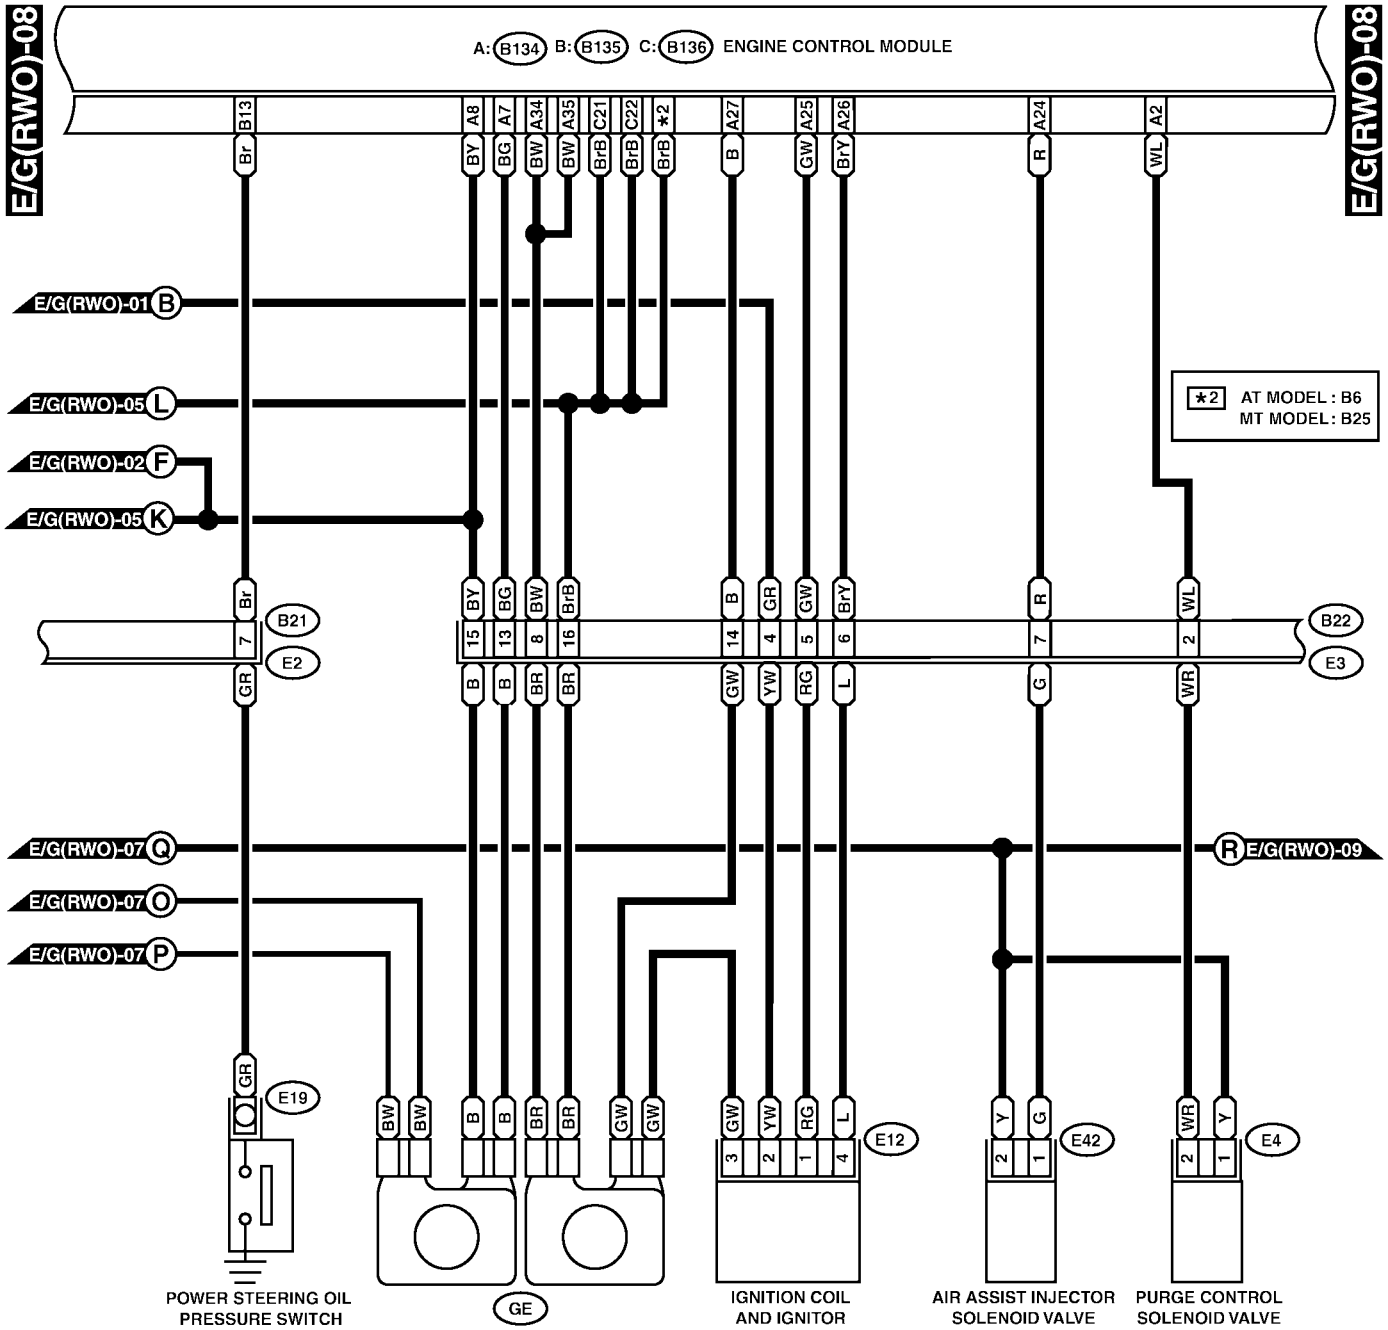 E/G(RWO)-08
A: B134 B: B135 C: B136 ENGINE CONTROL MODULE
E/G(RWO)-08
B13 A8 A7 A34 A35 C21 C22 *2 A27 A25 A26 A24 A2
Br BY BG BW BW BrB BrB BrB B GW BrY R WL
E/G(RWO)-01 B
*2 AT MODEL : B6
MT MODEL : B25
E/G(RWO)-05 L
E/G(RWO)-02 F
E/G(RWO)-05 K
Br BY BG BW BrB B GR GW BrY R WL
B21 B22
7 15 13 8 16 14 4 5 6 7 2
E2 E3
GR B B BR BR GW YW RG L G WR
E/G(RWO)-07 Q R E/G(RWO)-09
E/G(RWO)-07 O
E/G(RWO)-07 P
GR
E19
BW BW B B BR BR GW GW GW YW RG L Y G WR Y
E12 E42 E4
3 2 1 4 2 1 2 1
POWER STEERING OIL
PRESSURE SWITCH
GE
IGNITION COIL
AND IGNITOR
AIR ASSIST INJECTOR
SOLENOID VALVE
PURGE CONTROL
SOLENOID VALVE